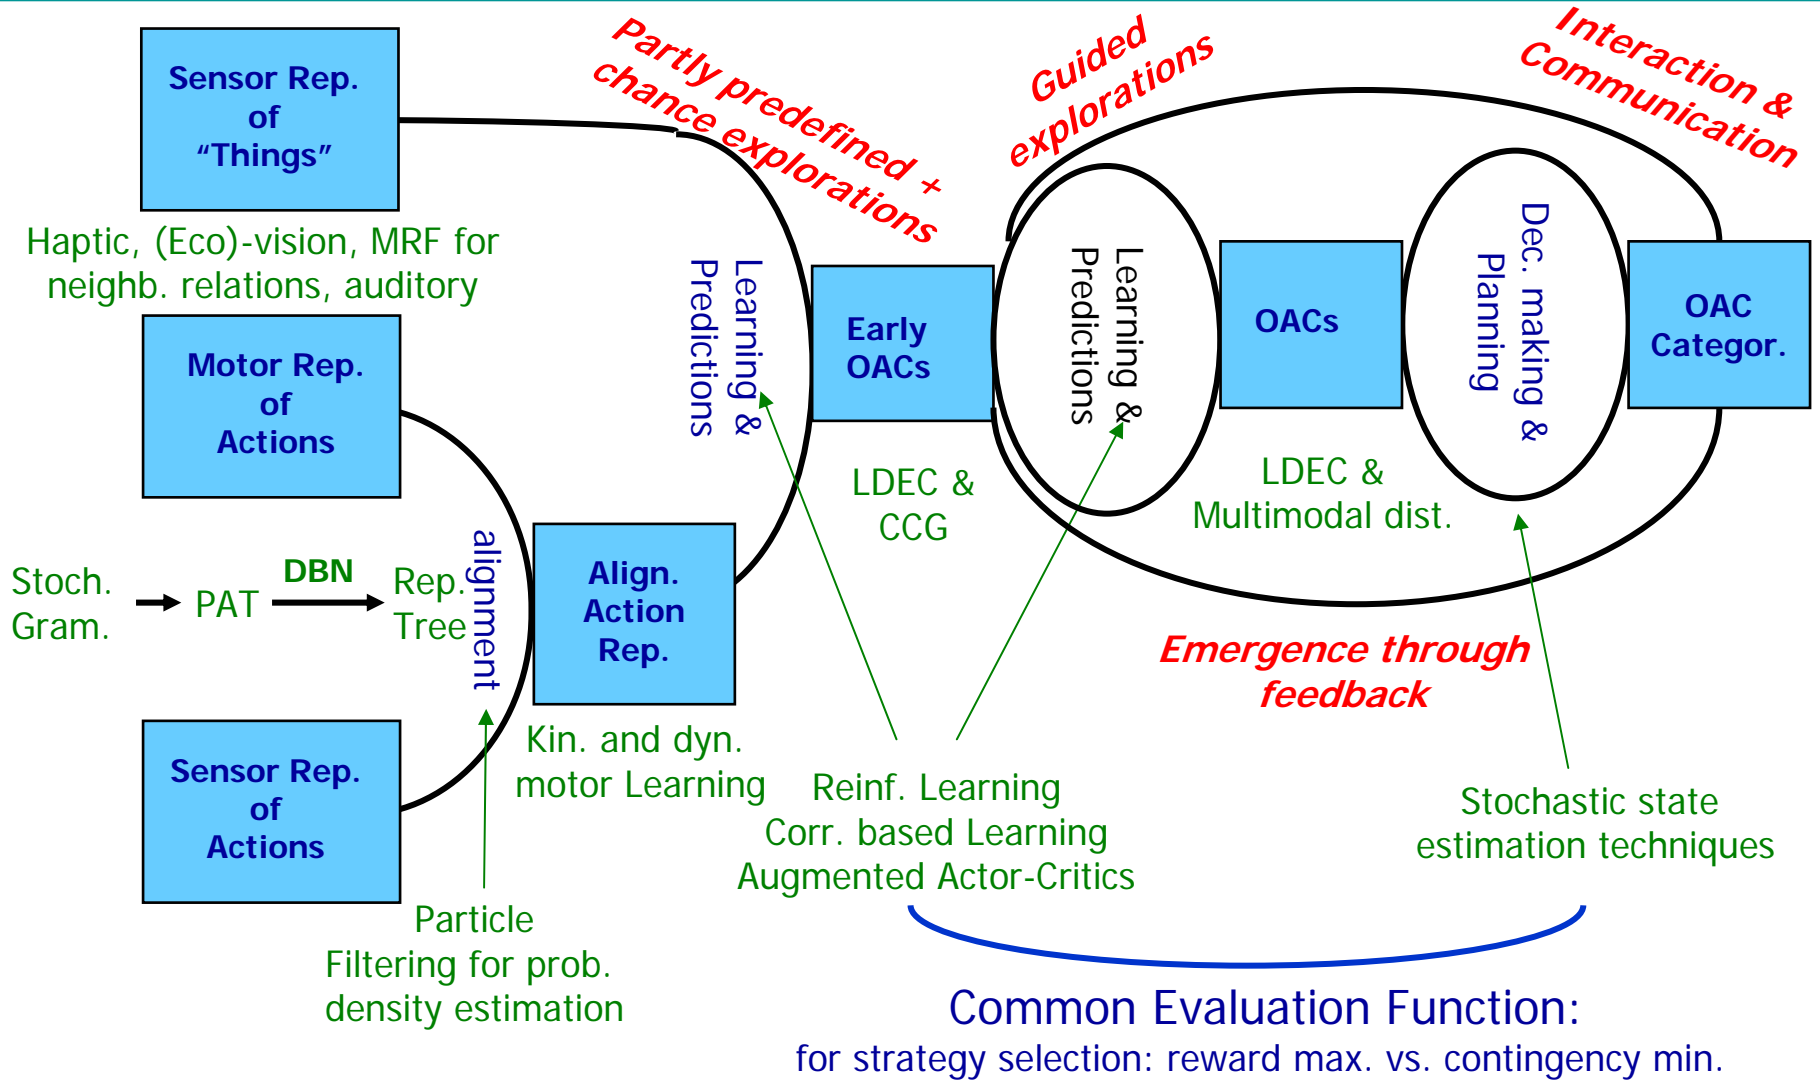 Sensor Rep.
of
“Things”
Haptic, (Eco)-vision, MRF for
neighb. relations, auditory
Motor Rep.
of
Actions
Stoch.
Gram.
PAT
DBN
Rep.
Tree
alignment
Sensor Rep.
of
Actions
Particle
Filtering for prob.
density estimation
Align.
Action
Rep.
Kin. and dyn.
motor Learning
Partly predefined +
chance explorations
Learning &
Predictions
Early
OACs
LDEC &
CCG
Reinf. Learning
Corr. based Learning
Augmented Actor-Critics
Guided
explorations
Learning &
Predictions
OACs
LDEC &
Multimodal dist.
Emergence through
feedback
Interaction &
Communication
Dec. making &
Planning
OAC
Categor.
Stochastic state
estimation techniques
Common Evaluation Function:
for strategy selection: reward max. vs. contingency min.